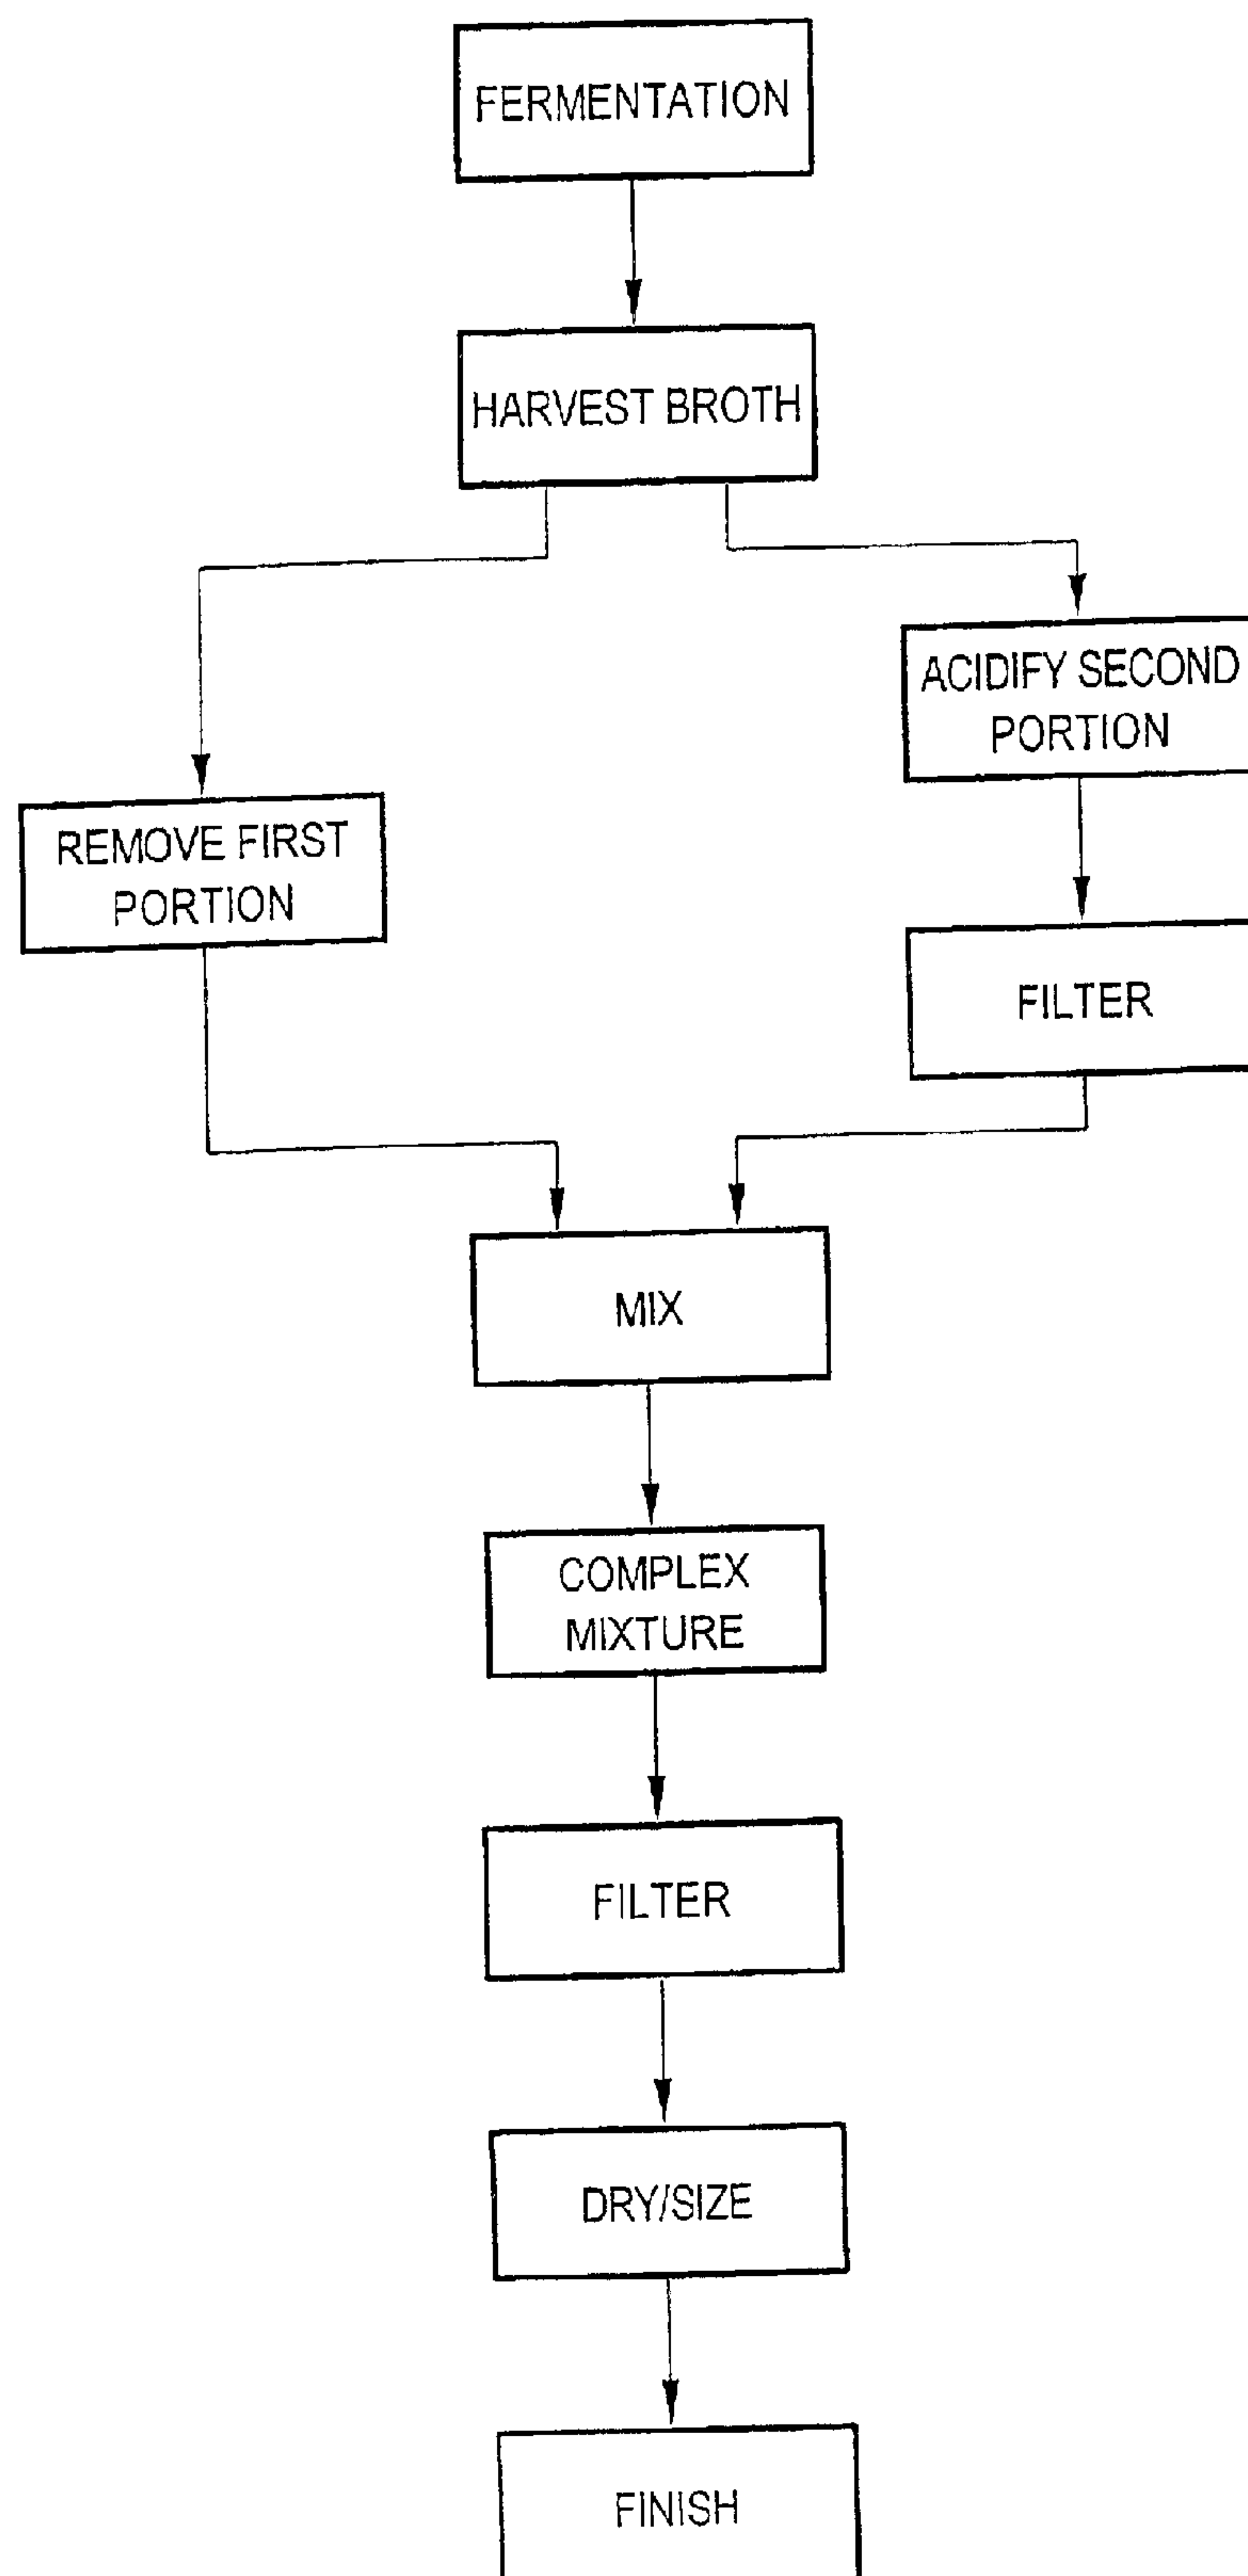 FERMENTATION
HARVEST BROTH
ACIDIFY SECOND
PORTION
REMOVE FIRST
PORTION
FILTER
MIX
COMPLEX
MIXTURE
FILTER
DRY/SIZE
FINISH